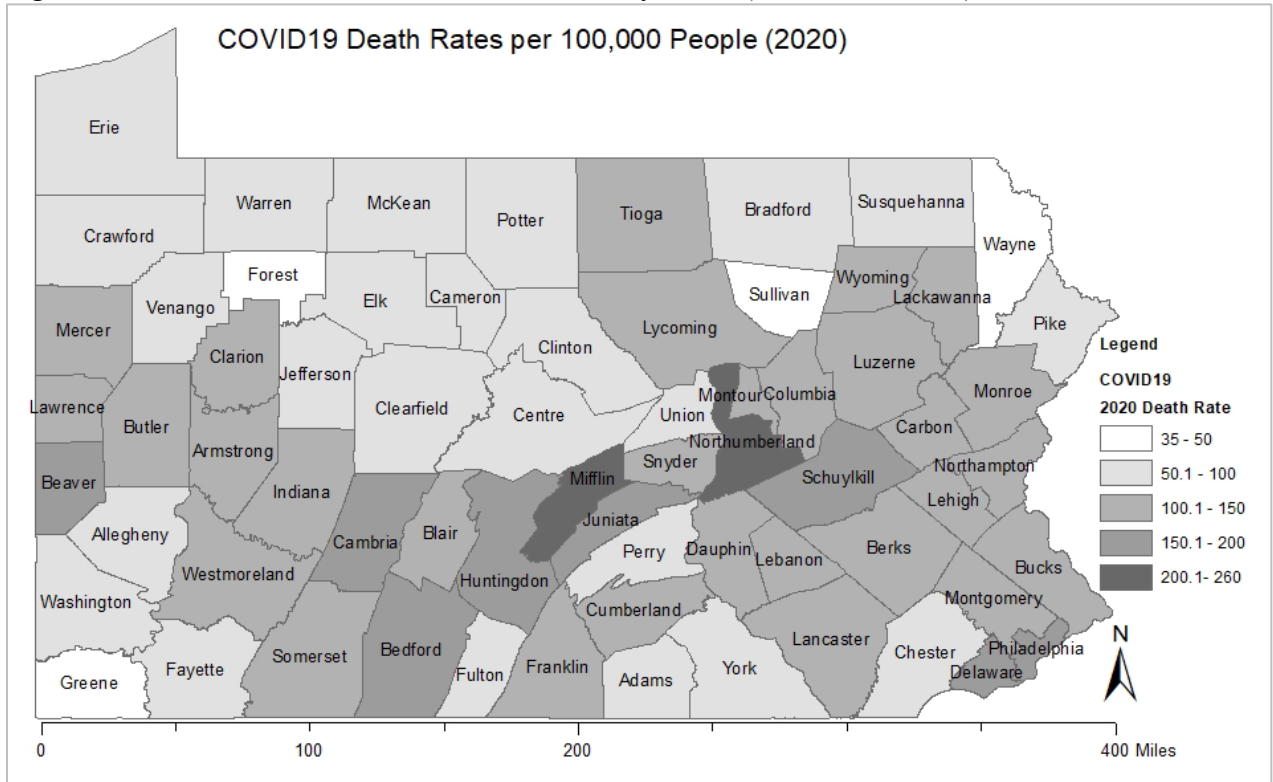 COVID19 Death Rates per 100,000 People (2020)
Erie
Warren
McKean
Potter
Tioga
Bradford
Susquehanna
Wayne
Crawford
Forest
Sullivan
Wyoming
Lackawanna
Venango
Elk
Cameron
Mercer
Lycoming
Pike
Clarion
Clinton
Luzerne
Jefferson
Monroe
Lawrence
Butler
Clearfield
Centre
Union
Montour
Columbia
Carbon
Armstrong
Northumberland
Beaver
Indiana
Mifflin
Snyder
Schuylkill
Northampton
Lehigh
Allegheny
Cambria
Blair
Juniata
Perry
Dauphin
Lebanon
Berks
Bucks
Westmoreland
Huntingdon
Washington
Cumberland
Montgomery
Lancaster
Greene
Fayette
Somerset
Bedford
Fulton
Franklin
Adams
York
Chester
Philadelphia
Delaware
Legend
COVID19
2020 Death Rate
35 - 50
50.1 - 100
100.1 - 150
150.1 - 200
200.1- 260
N
0 100 200 400 Miles